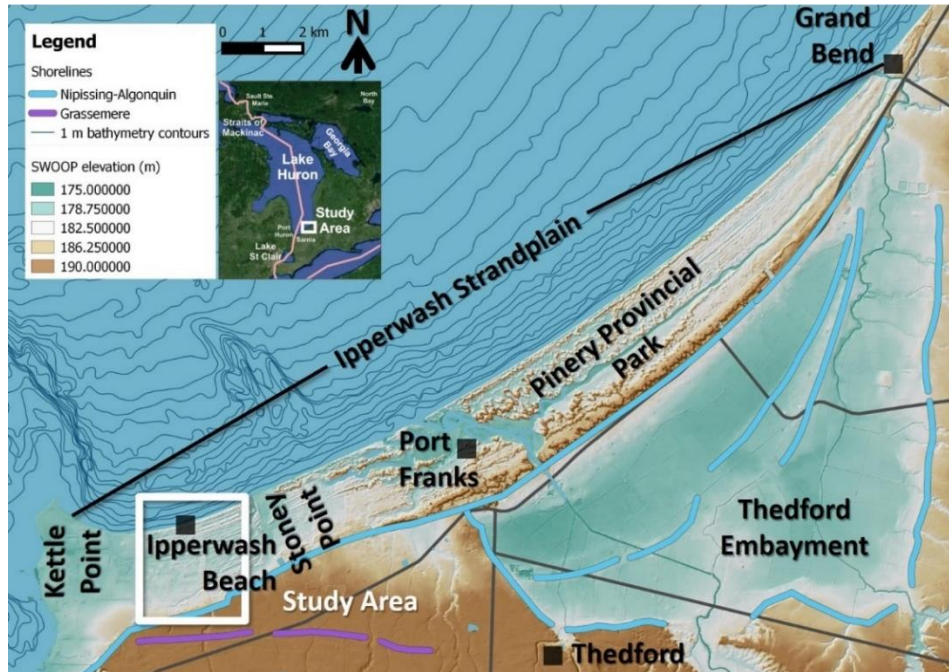 Legend
Shorelines
Nipissing-Algonquin
Grassemere
1 m bathymetry contours
SWOOP elevation (m)
175.000000
178.750000
182.500000
186.250000
190.000000
0 1 2 km
N
Sault Ste.
Marie
North
Bay
Straits of
Mackinac
Georgia
Bay
Lake
Huron
Study
Area
Port
Huron
Sarnia
Lake
St Clair
Grand
Bend
Ipperwash Strandplain
Pinery Provincial
Park
Port
Franks
Stoney
Point
Kettle
Point
Ipperwash
Beach
Study Area
Thedford
Embayment
Thedford